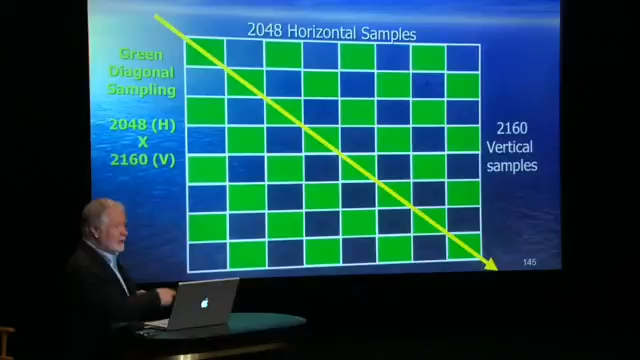 2048 Horizontal Samples
Green
Diagonal
Sampling
2048 (H)
X
2160 (V)
2160
Vertical
samples
145